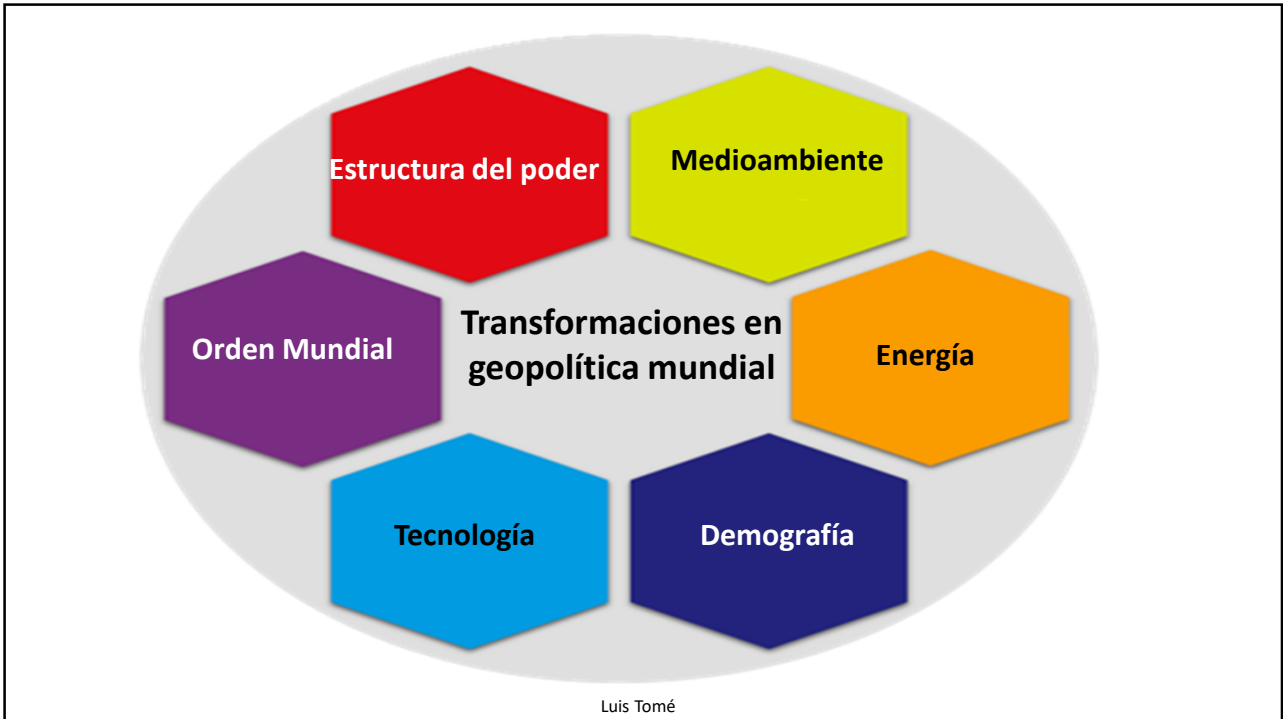 Estructura del poder
Medioambiente
Orden Mundial
Transformaciones en
geopolítica mundial
Energía
Tecnología
Demografía
Luis Tomé